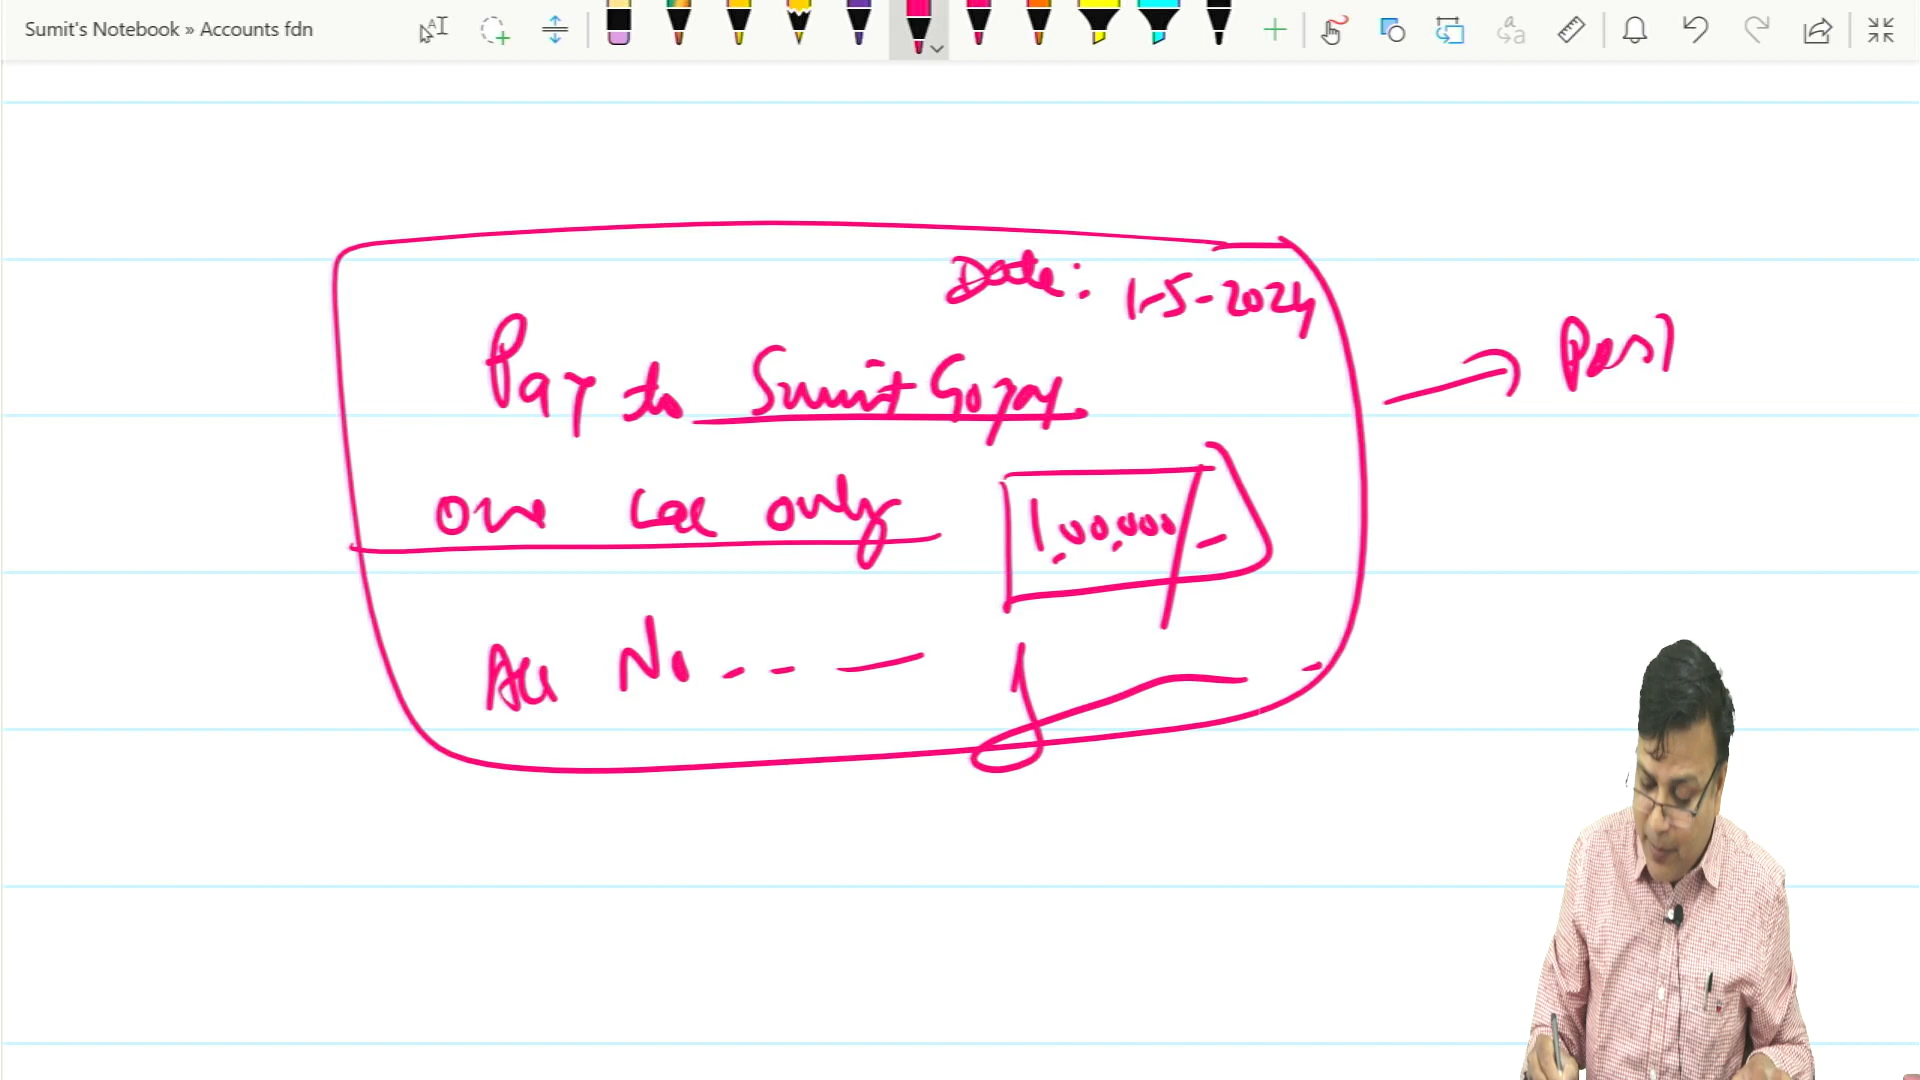 Sumit's Notebook » Accounts fdn
Date: 1-5-2024
Pay to Sumit
one Lac only 1,00,000/-
Acc No. - - —
Post